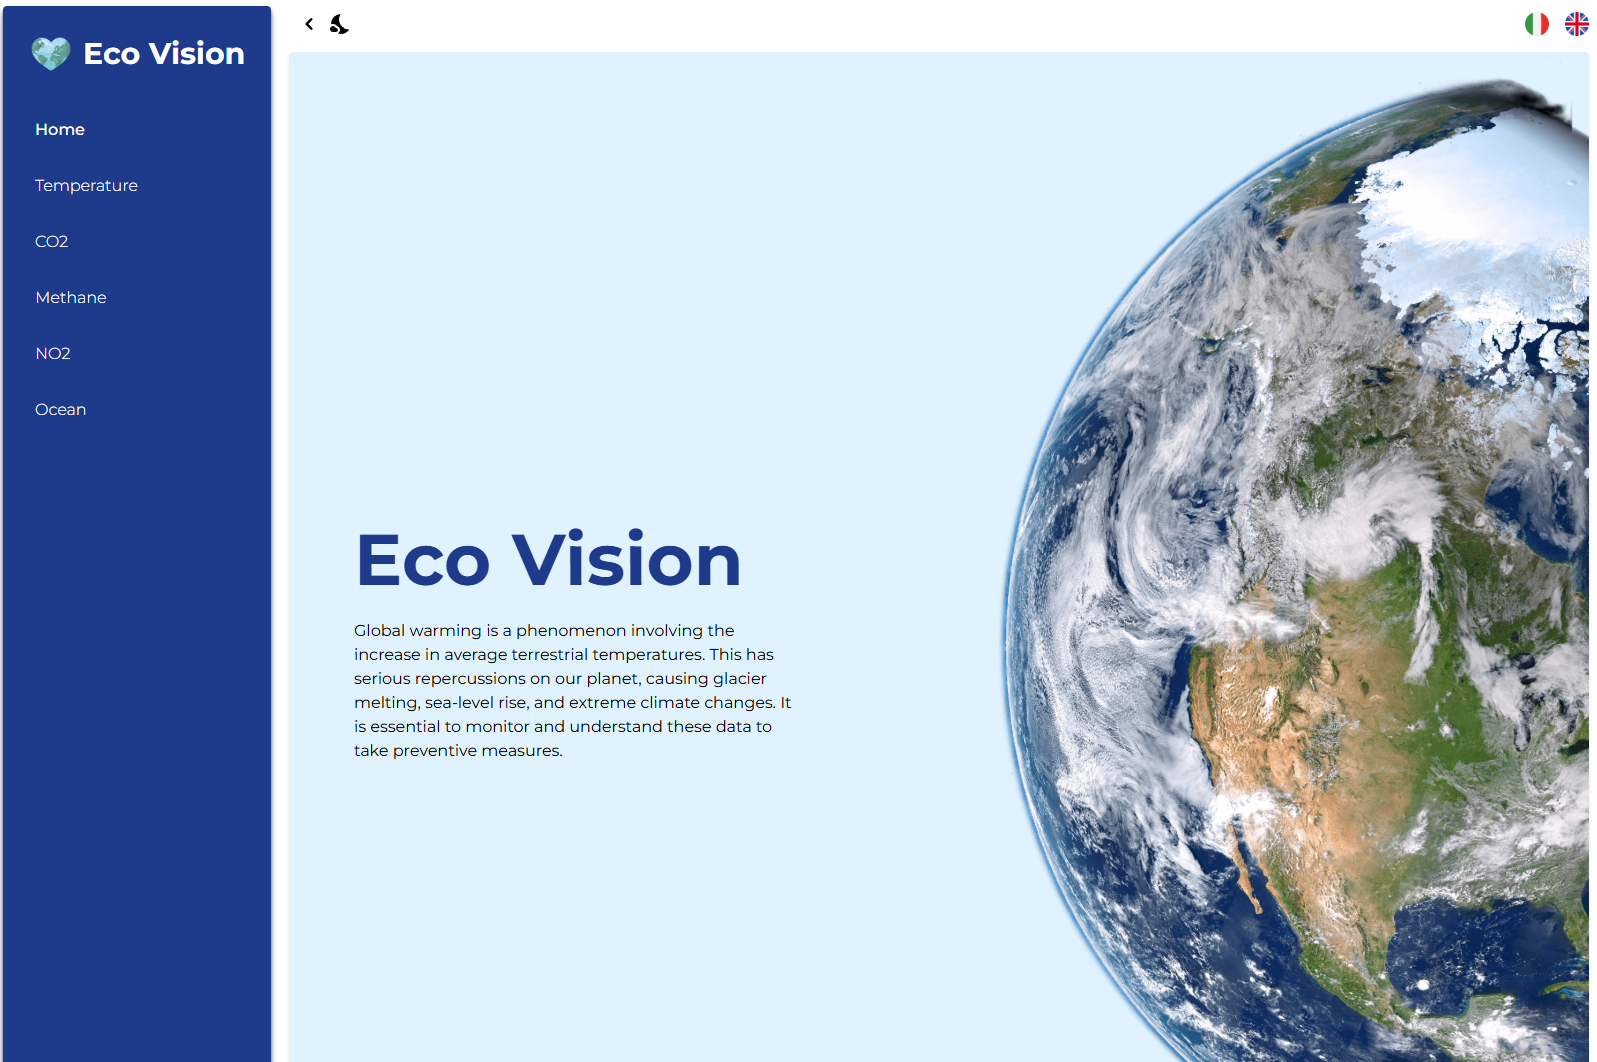 Eco Vision
Home
Temperature
CO2
Methane
NO2
Ocean
Eco Vision
Global warming is a phenomenon involving the
increase in average terrestrial temperatures. This has
serious repercussions on our planet, causing glacier
melting, sea-level rise, and extreme climate changes. It
is essential to monitor and understand these data to
take preventive measures.